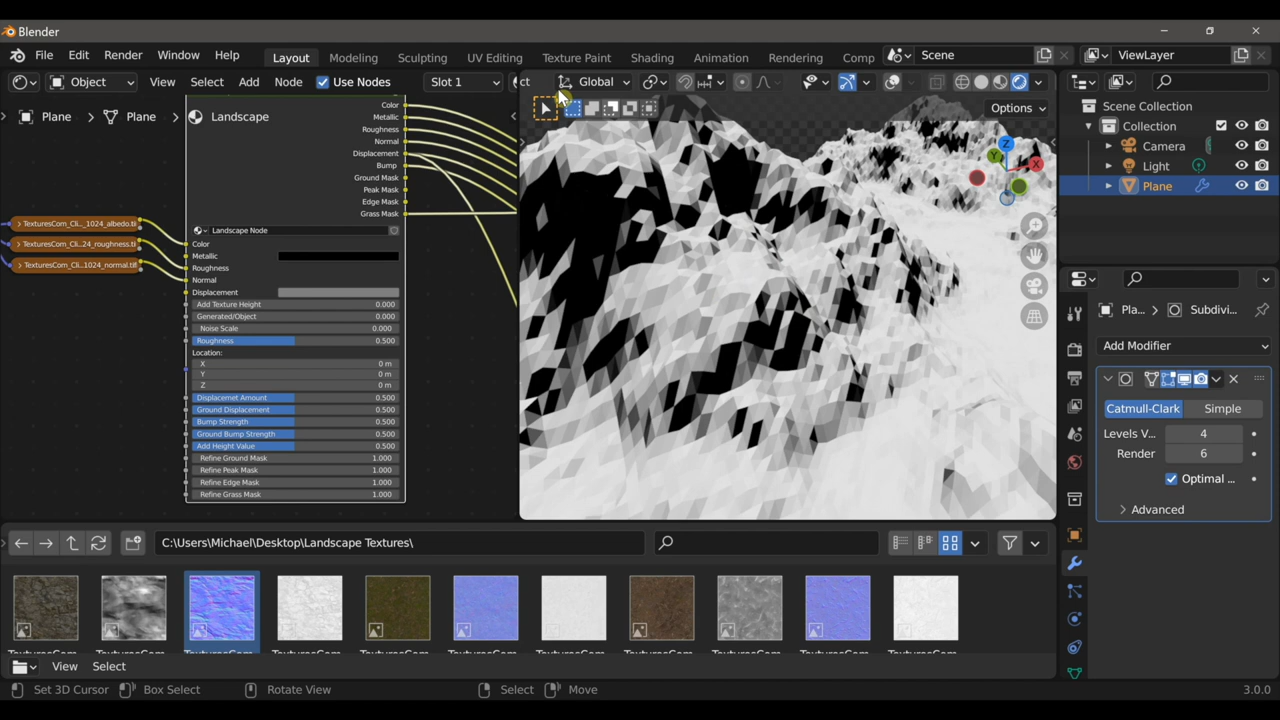 Blender
File Edit Render Window Help Layout Modeling Sculpting UV Editing Texture Paint Shading Animation Rendering Comp Scene ViewLayer
Object View Select Add Node Use Nodes Slot 1 ct Global
Options
Plane Plane Landscape
Color
Metallic
Roughness
Normal
Displacement
Bump
Ground Mask
Peak Mask
Edge Mask
Grass Mask
Landscape Node
TexturesCom_Cli..._1024_albedo.ti
TexturesCom_Cli...24_roughness.ti
TexturesCom_Cli...1024_normal.tif
Color
Metallic
Roughness
Normal
Displacement
Add Texture Height 0.000
Generated/Object 0.000
Noise Scale 0.000
Roughness 0.500
Location:
X 0 m
Y 0 m
Z 0 m
Displacemet Amount 0.500
Ground Displacement 0.500
Bump Strength 0.500
Ground Bump Strength 0.500
Add Height Value 0.500
Refine Ground Mask 1.000
Refine Peak Mask 1.000
Refine Edge Mask 1.000
Refine Grass Mask 1.000
Z
Y
X
Scene Collection
Collection
Camera
Light
Plane
Pla... Subdivi...
Add Modifier
Catmull-Clark Simple
Levels V... 4
Render 6
Optimal ...
Advanced
C:\Users\Michael\Desktop\Landscape Textures\
View Select
Set 3D Cursor Box Select Rotate View Select Move 3.0.0